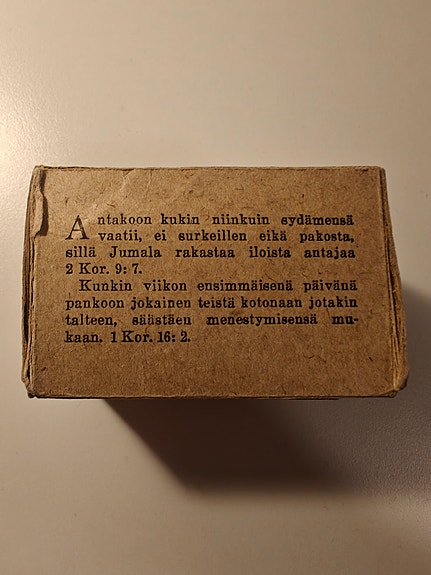 Antakoon kukin niinkuin sydämensä
vaatii, ei surkeillen eikä pakosta,
sillä Jumala rakastaa iloista antajaa
2 Kor. 9: 7.
Kunkin viikon ensimmäisenä päivänä
pankoon jokainen teistä kotonaan jotakin
talteen, säästäen menestymisensä mu-
kaan. 1 Kor. 16: 2.